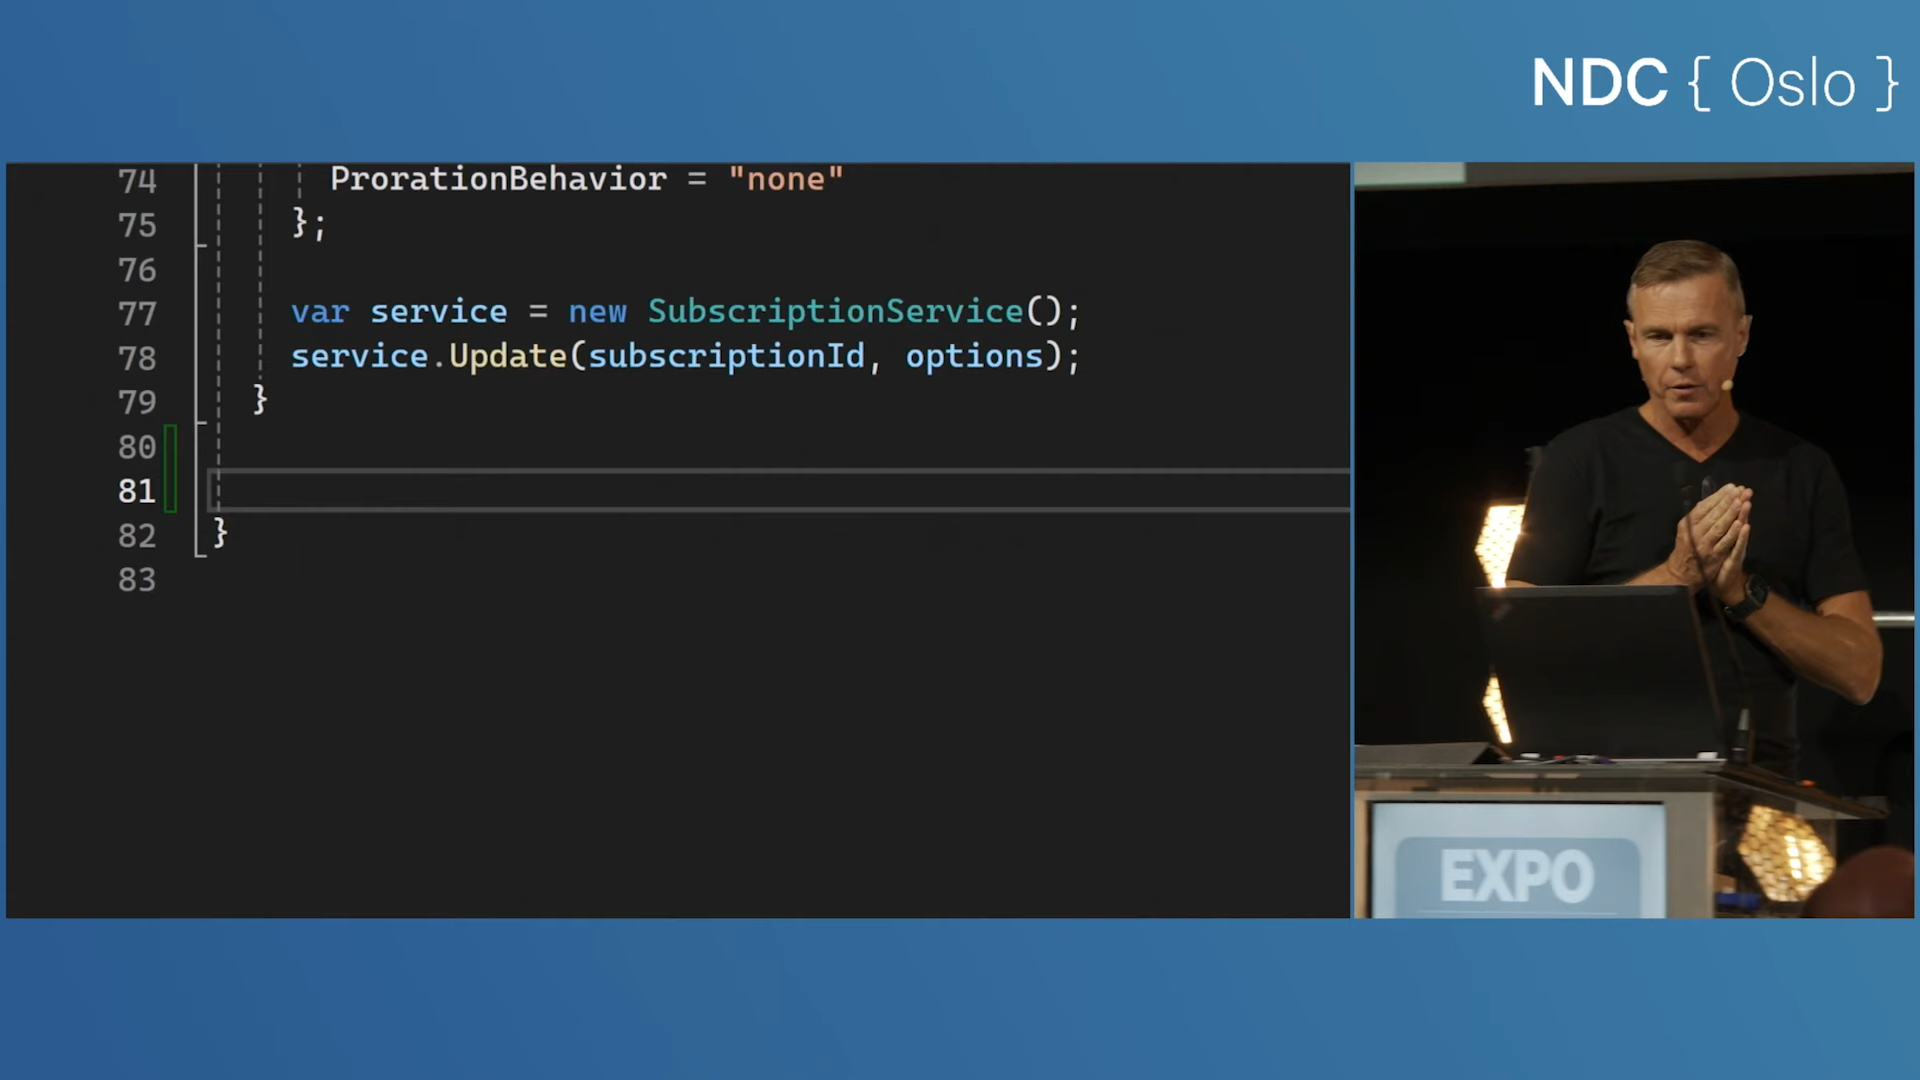 NDC { Oslo }
74 ProrationBehavior = "none"
75 };
76
77 var service = new SubscriptionService();
78 service.Update(subscriptionId, options);
79 }
80
81
82 }
83
EXPO